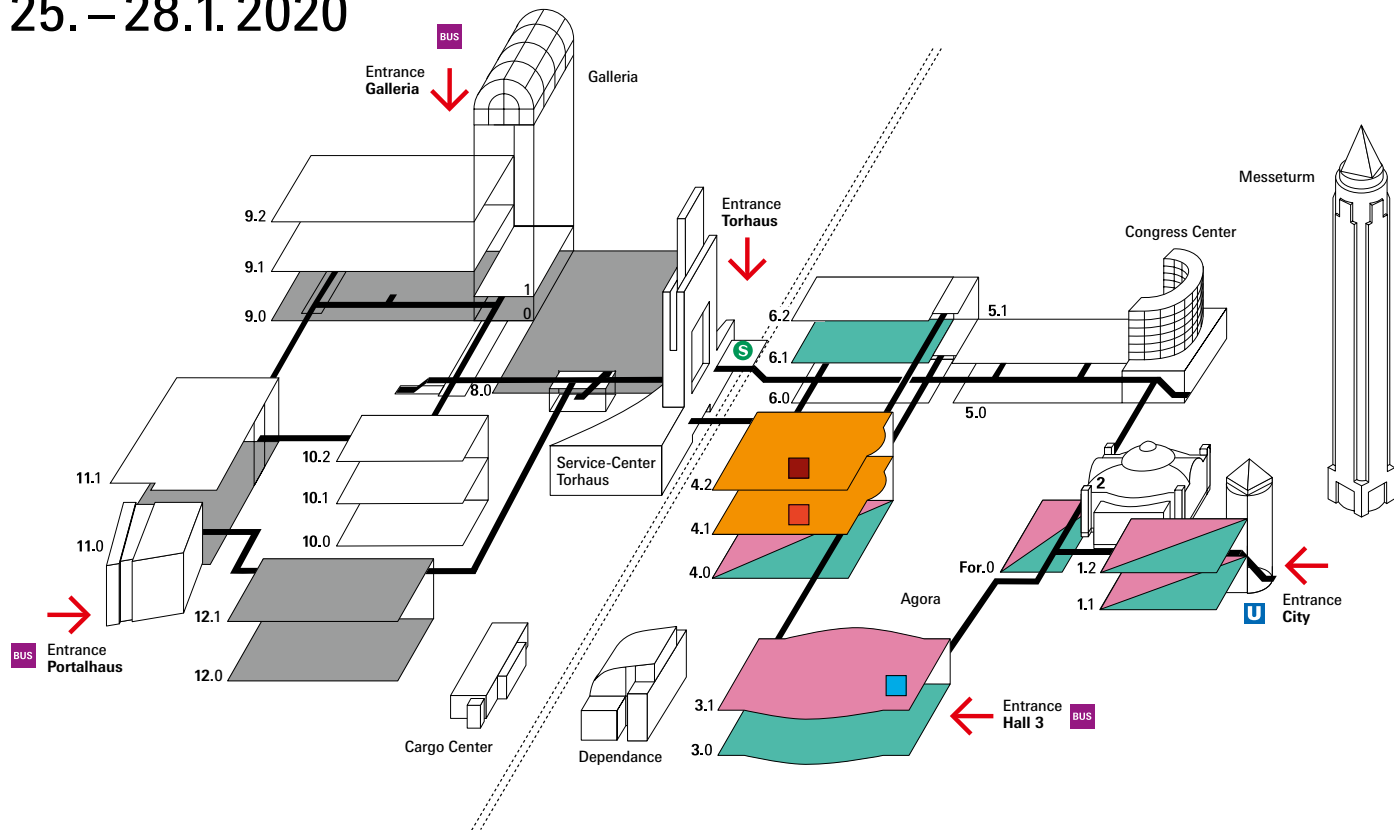 25. – 28.1. 2020
BUS
Entrance
Galleria
Galleria
Messeturm
Entrance
Torhaus
9.2
Congress Center
9.1
1
9.0
0
6.2
5.1
S
6.1
8.0
6.0
5.0
10.2
Service-Center
Torhaus
11.1
4.2
2
10.1
4.1
10.0
11.0
4.0
For.0
1.2
Entrance
City
U
1.1
Agora
12.1
BUS
Entrance
Portalhaus
12.0
3.1
Entrance
Hall 3
BUS
Cargo Center
Dependance
3.0